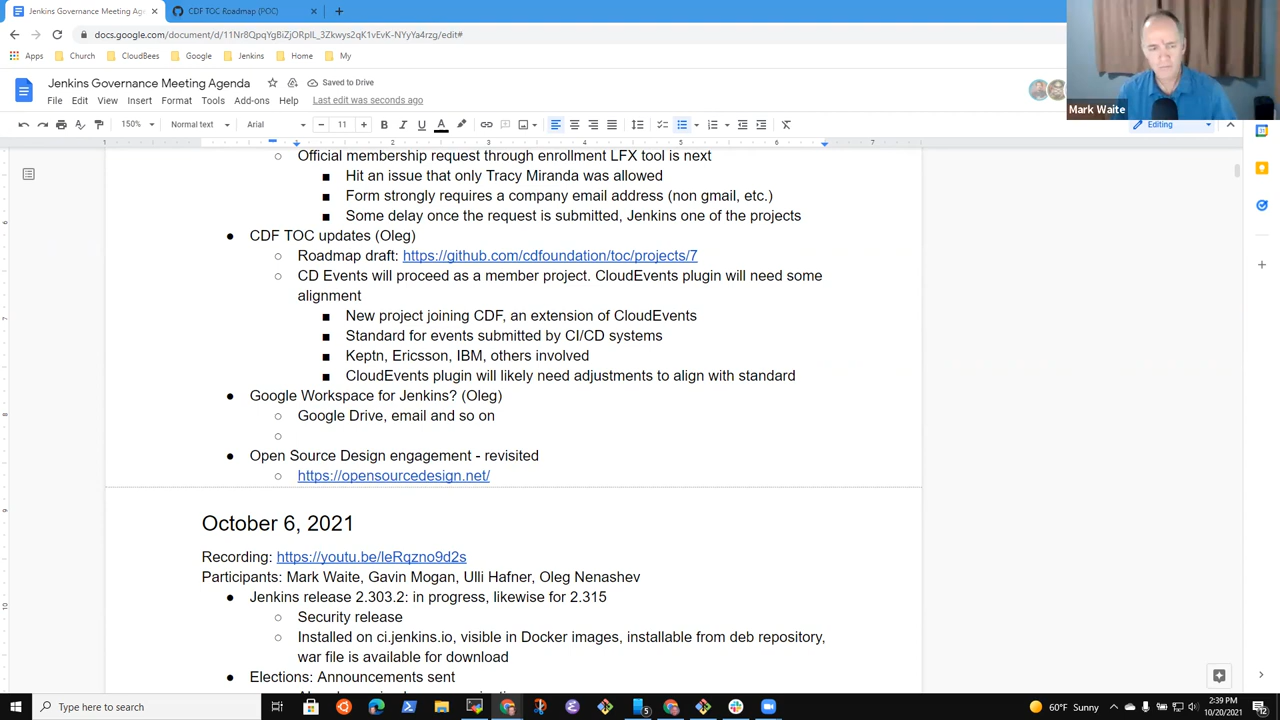 Jenkins Governance Meeting Age
CDF TOC Roadmap (POC)
docs.google.com/document/d/11Nr8QpqYgBiZjORpIL_3Zkwys2qK1vEvK-NYyYa4rzg/edit#
Apps Church CloudBees Google Jenkins Home My
Jenkins Governance Meeting Agenda
Saved to Drive
File Edit View Insert Format Tools Add-ons Help Last edit was seconds ago
Mark Waite
150% Normal text Arial 11 Editing
1 1 2 3 4 5 6 7
Official membership request through enrollment LFX tool is next
Hit an issue that only Tracy Miranda was allowed
Form strongly requires a company email address (non gmail, etc.)
Some delay once the request is submitted, Jenkins one of the projects
CDF TOC updates (Oleg)
Roadmap draft: https://github.com/cdfoundation/toc/projects/7
CD Events will proceed as a member project. CloudEvents plugin will need some
alignment
New project joining CDF, an extension of CloudEvents
Standard for events submitted by CI/CD systems
Keptn, Ericsson, IBM, others involved
CloudEvents plugin will likely need adjustments to align with standard
Google Workspace for Jenkins? (Oleg)
Google Drive, email and so on
Open Source Design engagement - revisited
https://opensourcedesign.net/
October 6, 2021
Recording: https://youtu.be/leRqzno9d2s
Participants: Mark Waite, Gavin Mogan, Ulli Hafner, Oleg Nenashev
Jenkins release 2.303.2: in progress, likewise for 2.315
Security release
Installed on ci.jenkins.io, visible in Docker images, installable from deb repository,
war file is available for download
Elections: Announcements sent
Type here to search
60°F Sunny
2:39 PM
10/20/2021